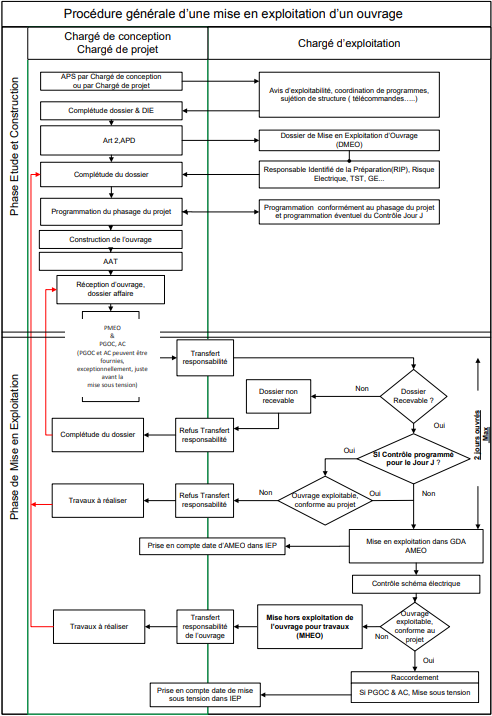 Procédure générale d'une mise en exploitation d'un ouvrage
Chargé de conception
Chargé de projet
Chargé d'exploitation
Phase Etude et Construction
APS par Chargé de conception
ou par Chargé de projet
Avis d'exploitabilité, coordination de programmes,
sujétion de structure ( télécommandes…..)
Complétude dossier & DIE
Art 2,APD
Dossier de Mise en Exploitation d'Ouvrage
(DMEO)
Complétude du dossier
Responsable Identifié de la Préparation(RIP), Risque
Electrique, TST, GE...
Programmation du phasage du projet
Programmation conformément au phasage du projet
et programmation éventuel du Contrôle Jour J
Construction de l'ouvrage
AAT
Réception d'ouvrage,
dossier affaire
PMEO
&
PGOC, AC
(PGOC et AC peuvent être
fournies,
exceptionnellement, juste
avant la
mise sous tension)
Phase de Mise en Exploitation
Transfert
responsabilité
Dossier
Recevable ?
Non
Dossier non
recevable
Oui
2 jours ouvrés
Max
Complétude du dossier
Refus Transfert
responsabilité
SI Contrôle programmé
pour le Jour J ?
Oui
Non
Travaux à réaliser
Refus Transfert
responsabilité
Non
Ouvrage exploitable,
conforme au projet
Oui
Mise en exploitation dans GDA
AMEO
Prise en compte date d'AMEO dans IEP
Contrôle schéma électrique
Travaux à réaliser
Transfert
responsabilité
de l'ouvrage
Mise hors exploitation de
l'ouvrage pour travaux
(MHEO)
Non
Ouvrage
exploitable,
conforme au
projet
Oui
Raccordement
Si PGOC & AC, Mise sous tension
Prise en compte date de mise
sous tension dans IEP